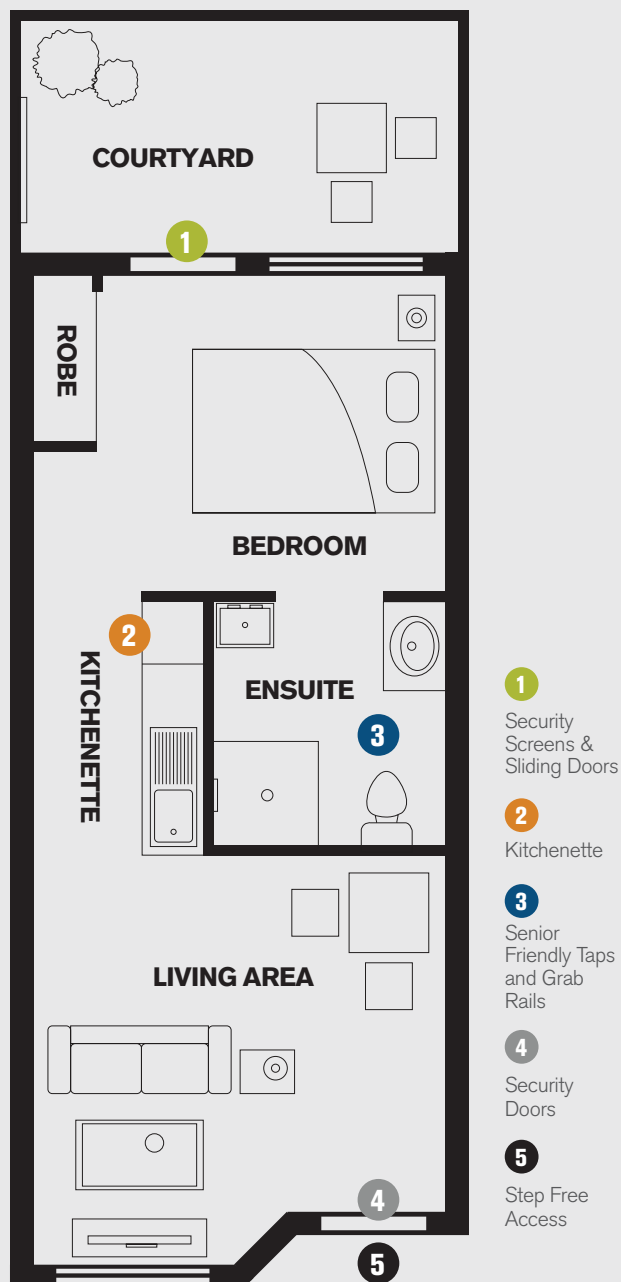 COURTYARD
1
ROBE
BEDROOM
2
KITCHENETTE
ENSUITE
3
LIVING AREA
4
5
1
Security
Screens &
Sliding Doors
2
Kitchenette
3
Senior
Friendly Taps
and Grab
Rails
4
Security
Doors
5
Step Free
Access